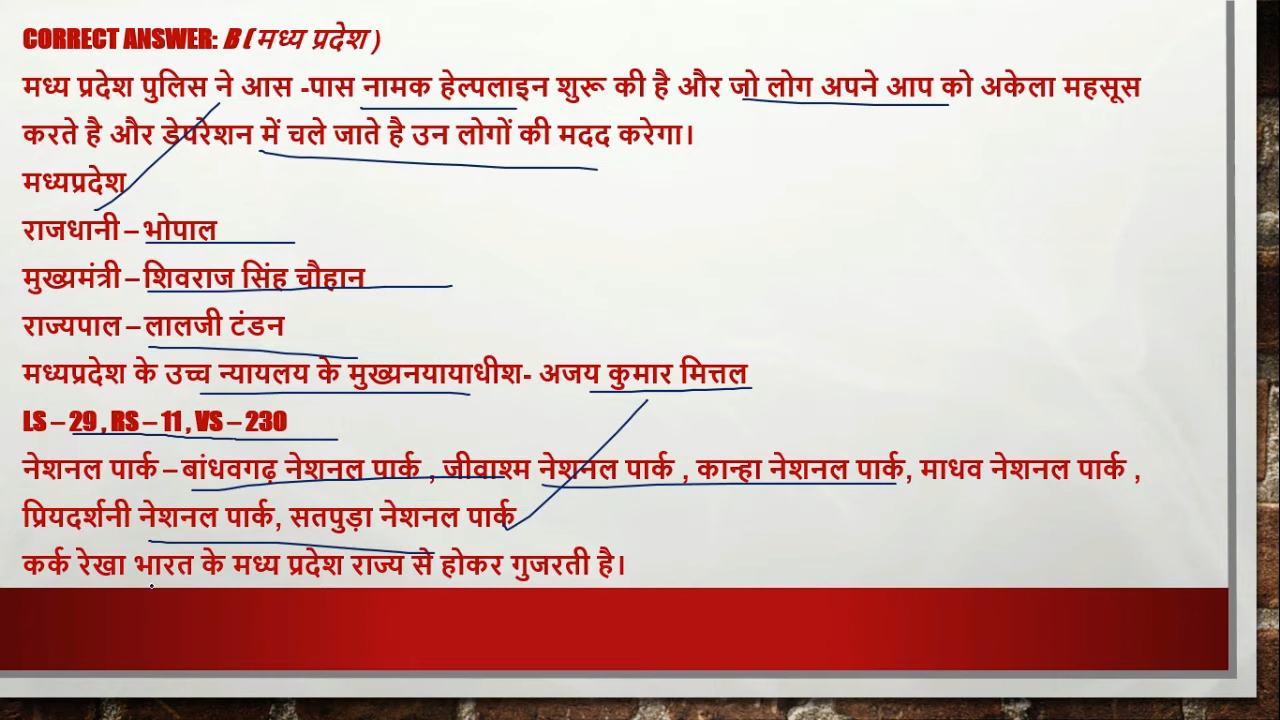 CORRECT ANSWER: B ( मध्य प्रदेश )
मध्य प्रदेश पुलिस ने आस -पास नामक हेल्पलाइन शुरू की है और जो लोग अपने आप को अकेला महसूस
करते है और डेपरेशन में चले जाते है उन लोगों की मदद करेगा।
मध्यप्रदेश
राजधानी – भोपाल
मुख्यमंत्री – शिवराज सिंह चौहान
राज्यपाल – लालजी टंडन
मध्यप्रदेश के उच्च न्यायलय के मुख्यनयायाधीश- अजय कुमार मित्तल
LS – 29 , RS – 11 , VS – 230
नेशनल पार्क – बांधवगढ़ नेशनल पार्क , जीवाश्म नेशनल पार्क , कान्हा नेशनल पार्क, माधव नेशनल पार्क ,
प्रियदर्शनी नेशनल पार्क, सतपुड़ा नेशनल पार्क
कर्क रेखा भारत के मध्य प्रदेश राज्य से होकर गुजरती है।